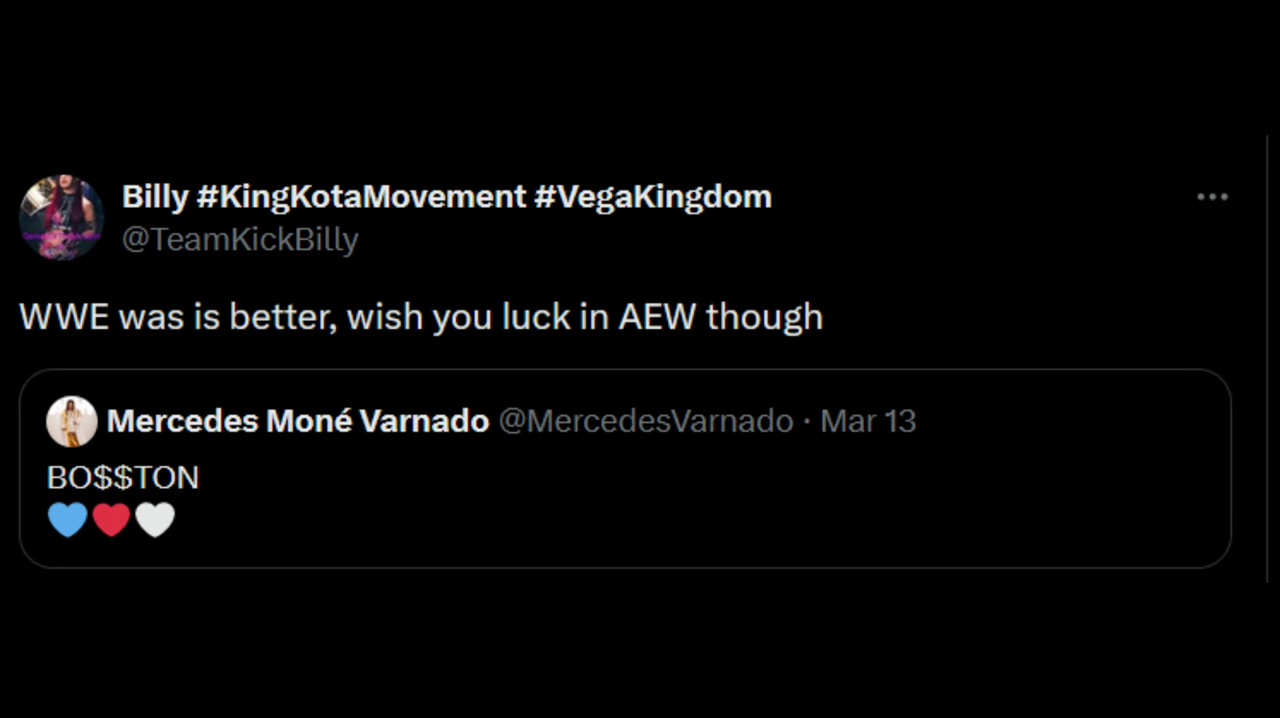 Billy #KingKotaMovement #VegaKingdom
@TeamKickBilly
WWE was is better, wish you luck in AEW though
Mercedes Moné Varnado @MercedesVarnado · Mar 13
BO$$TON
💙❤️🤍